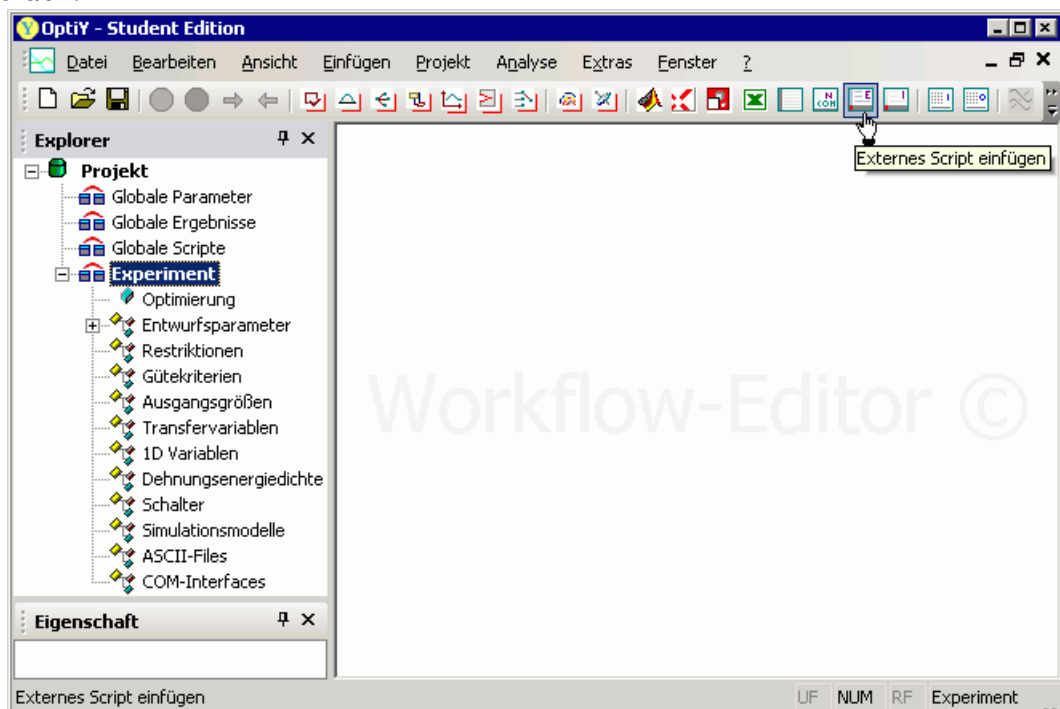 OptiY - Student Edition
Datei Bearbeiten Ansicht Einfügen Projekt Analyse Extras Fenster ?
Explorer
Externes Script einfügen
Projekt
Globale Parameter
Globale Ergebnisse
Globale Scripte
Experiment
Optimierung
Entwurfsparameter
Restriktionen
Gütekriterien
Ausgangsgrößen
Transfervariablen
1D Variablen
Dehnungsenergiedichte
Schalter
Simulationsmodelle
ASCII-Files
COM-Interfaces
Workflow-Editor ©
Eigenschaft
Externes Script einfügen UF NUM RF Experiment